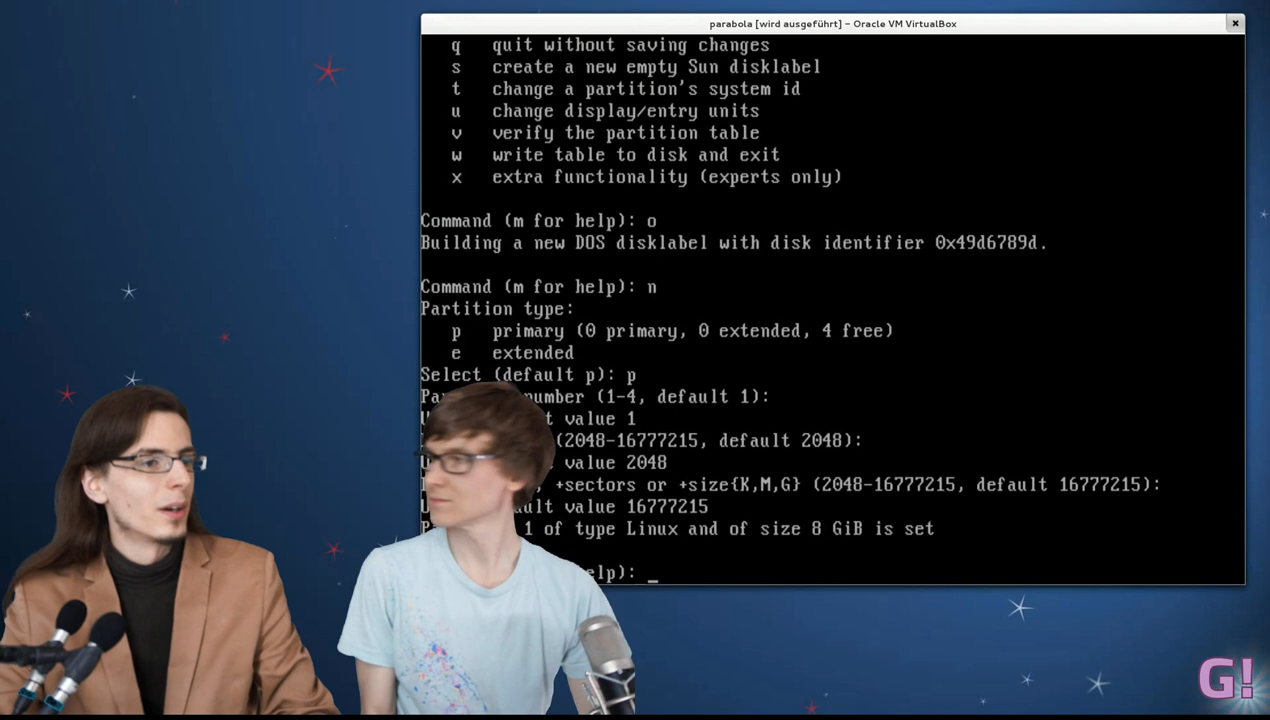 parabola [wird ausgeführt] – Oracle VM VirtualBox
q quit without saving changes
s create a new empty Sun disklabel
t change a partition's system id
u change display/entry units
v verify the partition table
w write table to disk and exit
x extra functionality (experts only)
Command (m for help): o
Building a new DOS disklabel with disk identifier 0x49d6789d.
Command (m for help): n
Partition type:
p primary (0 primary, 0 extended, 4 free)
e extended
Select (default p): p
number (1-4, default 1):
value 1
(2048-16777215, default 2048):
value 2048
+sectors or +size{K,M,G} (2048-16777215, default 16777215):
value 16777215
1 of type Linux and of size 8 GiB is set
_
G!